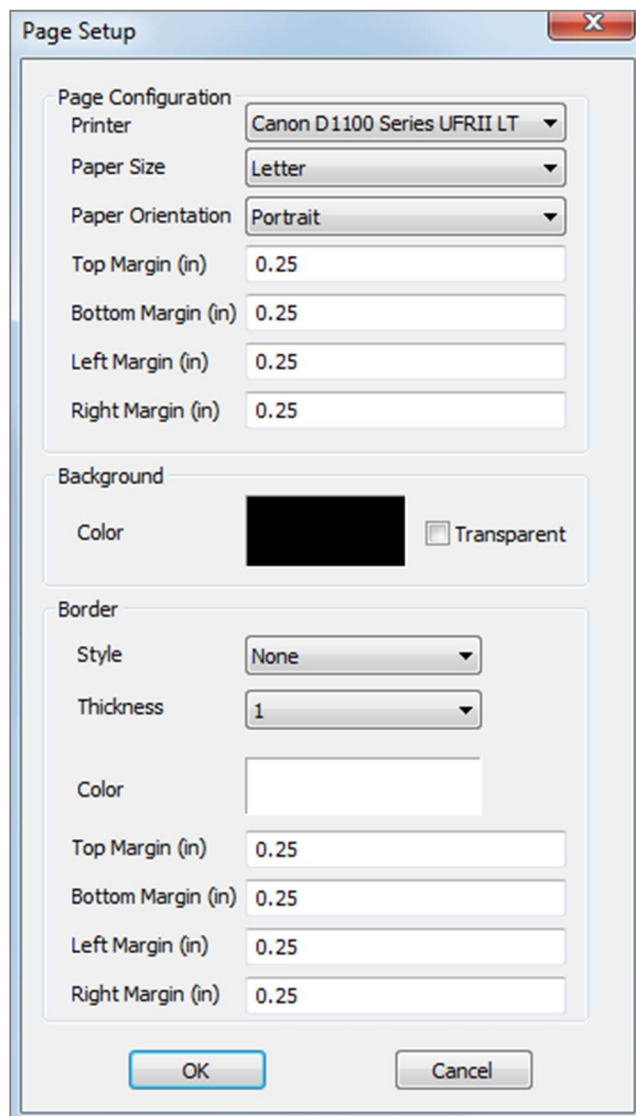 Page Setup
Page Configuration
Printer Canon D1100 Series UFRII LT
Paper Size Letter
Paper Orientation Portrait
Top Margin (in) 0.25
Bottom Margin (in) 0.25
Left Margin (in) 0.25
Right Margin (in) 0.25
Background
Color Transparent
Border
Style None
Thickness 1
Color
Top Margin (in) 0.25
Bottom Margin (in) 0.25
Left Margin (in) 0.25
Right Margin (in) 0.25
OK Cancel